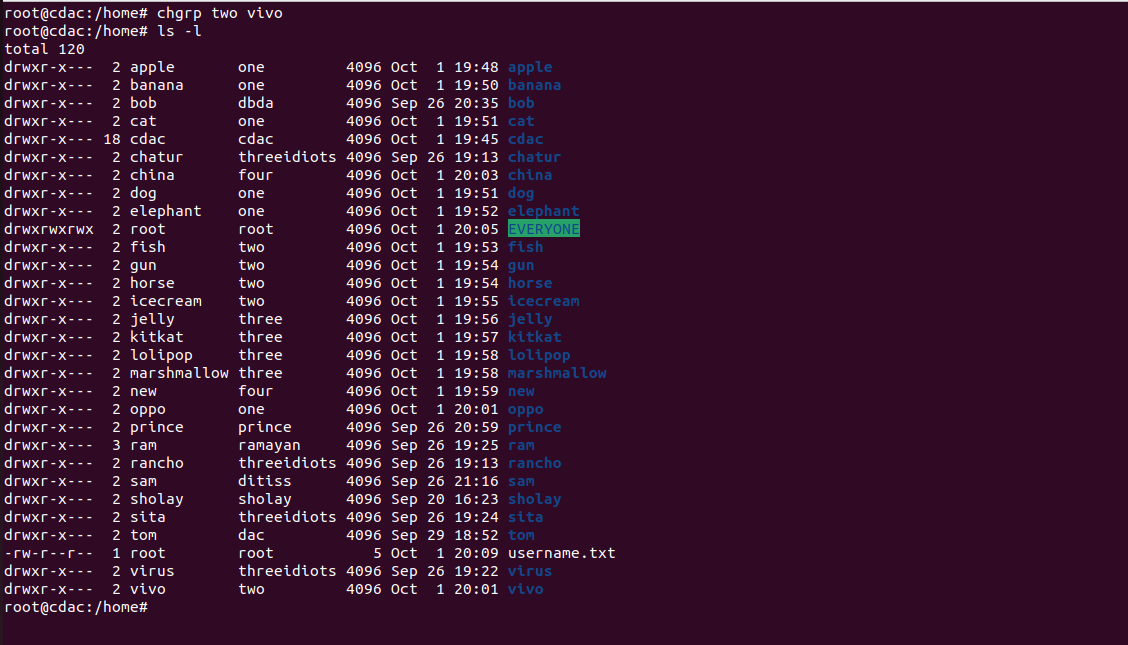 root@cdac:/home# chgrp two vivo
root@cdac:/home# ls -l
total 120
drwxr-x---  2 apple       one         4096 Oct  1 19:48 apple
drwxr-x---  2 banana      one         4096 Oct  1 19:50 banana
drwxr-x---  2 bob         dbda        4096 Sep 26 20:35 bob
drwxr-x---  2 cat         one         4096 Oct  1 19:51 cat
drwxr-x--- 18 cdac        cdac        4096 Oct  1 19:45 cdac
drwxr-x---  2 chatur      threeidiots 4096 Sep 26 19:13 chatur
drwxr-x---  2 china       four        4096 Oct  1 20:03 china
drwxr-x---  2 dog         one         4096 Oct  1 19:51 dog
drwxr-x---  2 elephant    one         4096 Oct  1 19:52 elephant
drwxrwxrwx  2 root        root        4096 Oct  1 20:05 EVERYONE
drwxr-x---  2 fish        two         4096 Oct  1 19:53 fish
drwxr-x---  2 gun         two         4096 Oct  1 19:54 gun
drwxr-x---  2 horse       two         4096 Oct  1 19:54 horse
drwxr-x---  2 icecream    two         4096 Oct  1 19:55 icecream
drwxr-x---  2 jelly       three       4096 Oct  1 19:56 jelly
drwxr-x---  2 kitkat      three       4096 Oct  1 19:57 kitkat
drwxr-x---  2 lolipop     three       4096 Oct  1 19:58 lolipop
drwxr-x---  2 marshmallow three       4096 Oct  1 19:58 marshmallow
drwxr-x---  2 new         four        4096 Oct  1 19:59 new
drwxr-x---  2 oppo        one         4096 Oct  1 20:01 oppo
drwxr-x---  2 prince      prince      4096 Sep 26 20:59 prince
drwxr-x---  3 ram         ramayan     4096 Sep 26 19:25 ram
drwxr-x---  2 rancho      threeidiots 4096 Sep 26 19:13 rancho
drwxr-x---  2 sam         ditiss      4096 Sep 26 21:16 sam
drwxr-x---  2 sholay      sholay      4096 Sep 20 16:23 sholay
drwxr-x---  2 sita        threeidiots 4096 Sep 26 19:24 sita
drwxr-x---  2 tom         dac         4096 Sep 29 18:52 tom
-rw-r--r--  1 root        root           5 Oct  1 20:09 username.txt
drwxr-x---  2 virus       threeidiots 4096 Sep 26 19:22 virus
drwxr-x---  2 vivo        two         4096 Oct  1 20:01 vivo
root@cdac:/home#